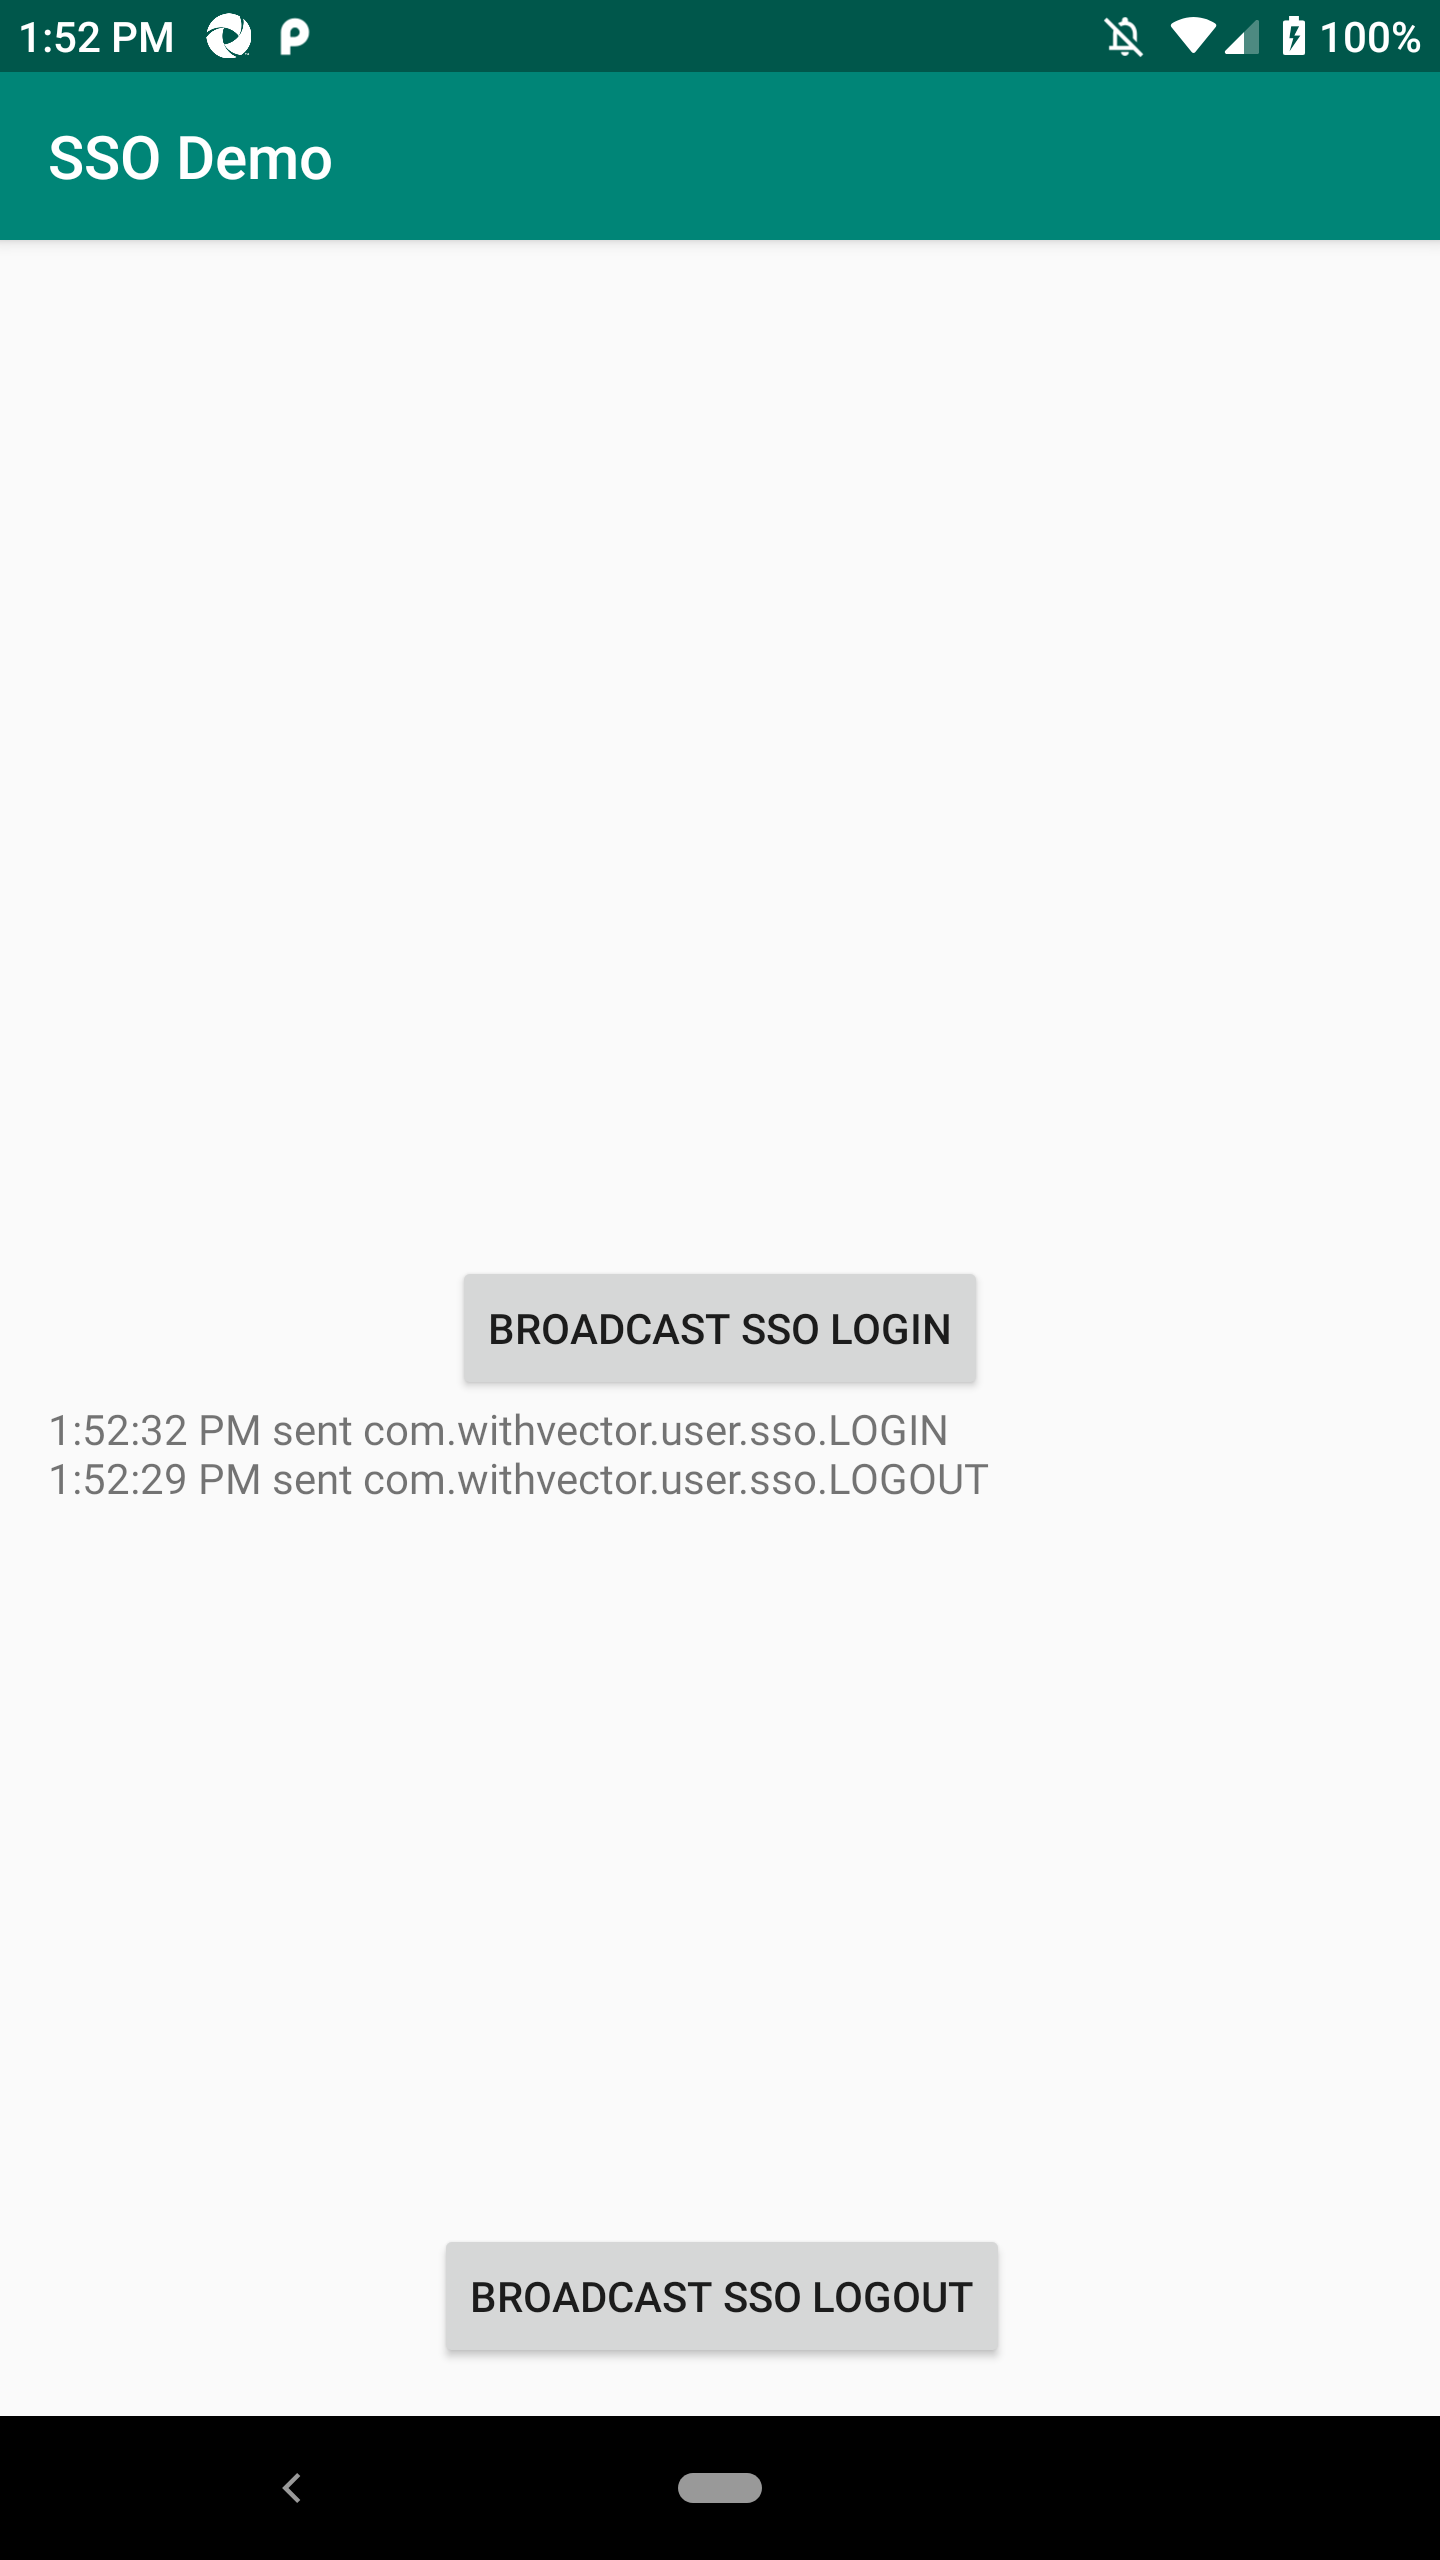 1:52 PM
100%
SSO Demo
BROADCAST SSO LOGIN
1:52:32 PM sent com.withvector.user.sso.LOGIN
1:52:29 PM sent com.withvector.user.sso.LOGOUT
BROADCAST SSO LOGOUT